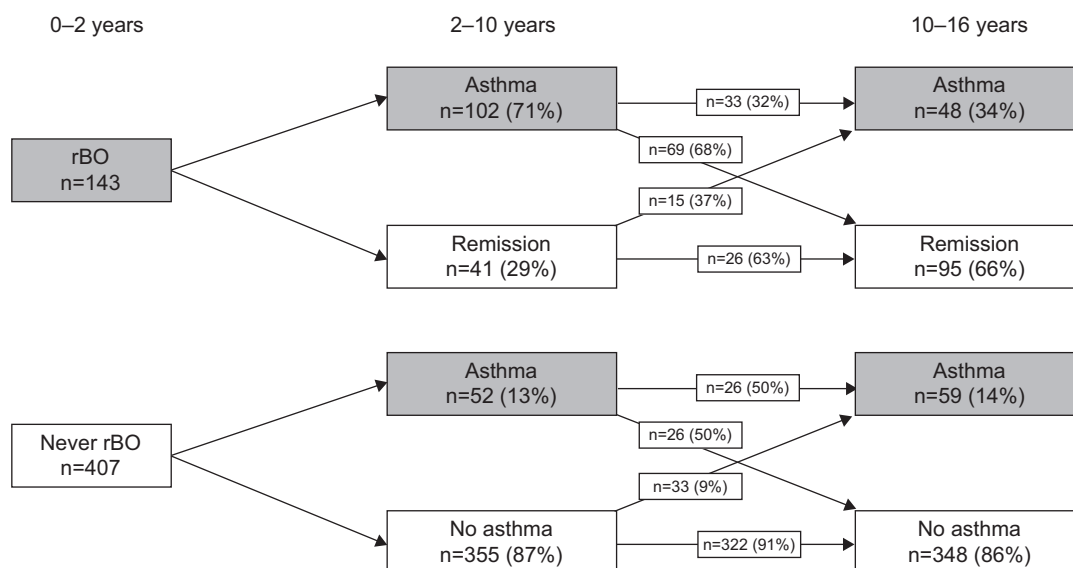 0–2 years
2–10 years
10–16 years
Asthma
n=102 (71%)
n=33 (32%)
Asthma
n=48 (34%)
rBO
n=143
n=69 (68%)
n=15 (37%)
Remission
n=41 (29%)
n=26 (63%)
Remission
n=95 (66%)
Asthma
n=52 (13%)
n=26 (50%)
Asthma
n=59 (14%)
Never rBO
n=407
n=26 (50%)
n=33 (9%)
No asthma
n=355 (87%)
n=322 (91%)
No asthma
n=348 (86%)